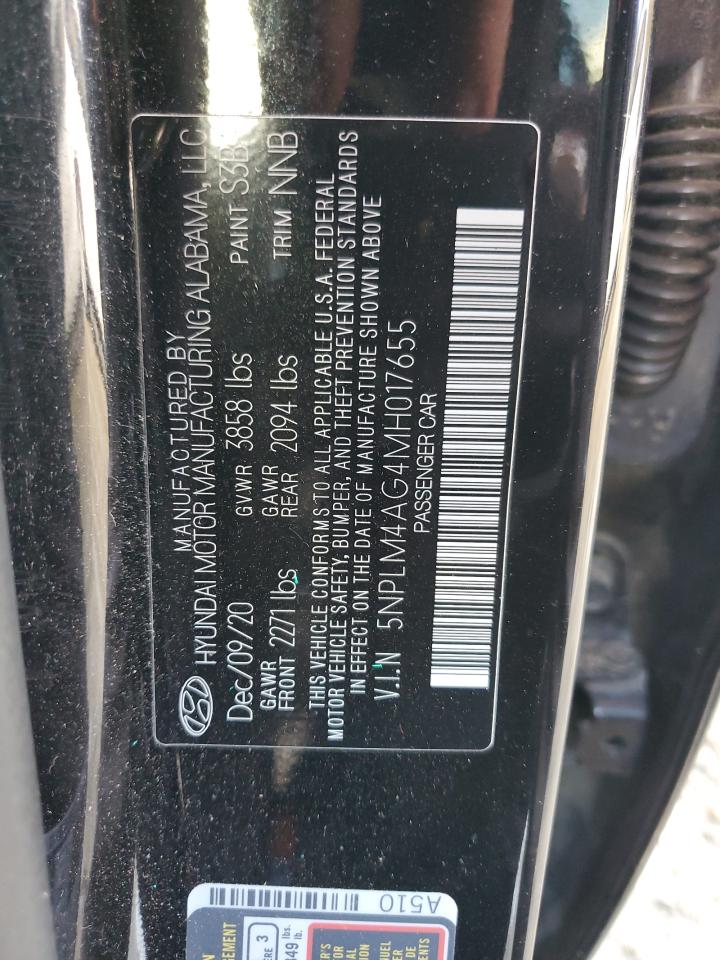 MANUFACTURED BY
HYUNDAI MOTOR MANUFACTURING ALABAMA, LLC
Dec/09/20 GVWR 3858 lbs PAINT S3B
GAWR GAWR
FRONT 2271 lbs REAR 2094 lbs TRIM NNB
THIS VEHICLE CONFORMS TO ALL APPLICABLE U.S.A. FEDERAL
MOTOR VEHICLE SAFETY, BUMPER, AND THEFT PREVENTION STANDARDS
IN EFFECT ON THE DATE OF MANUFACTURE SHOWN ABOVE
V.I.N 5NPLM4AG4MH017655
PASSENGER CAR
A510